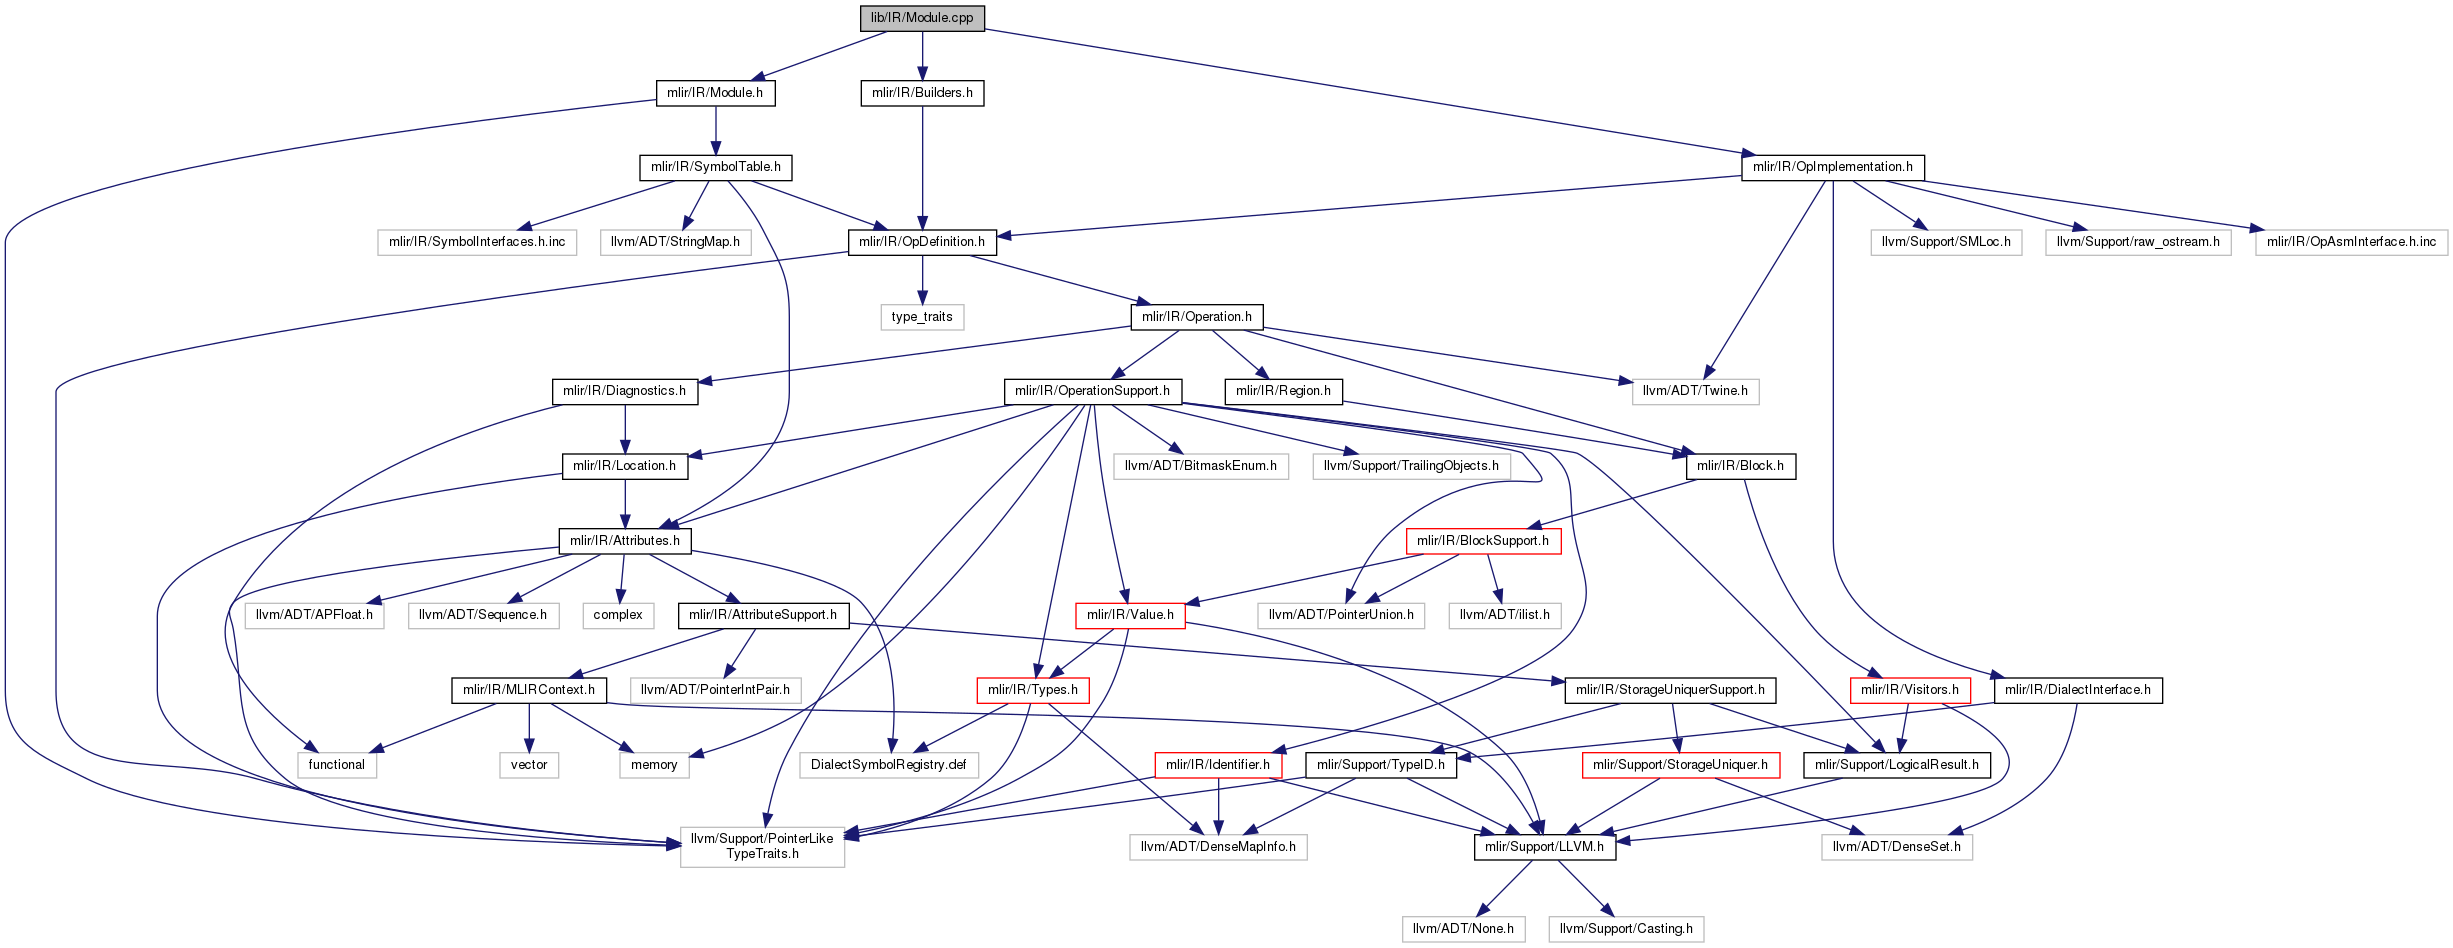 lib/IR/Module.cpp
mlir/IR/Module.h
mlir/IR/Builders.h
mlir/IR/SymbolTable.h
mlir/IR/OpImplementation.h
mlir/IR/SymbolInterfaces.h.inc
llvm/ADT/StringMap.h
mlir/IR/OpDefinition.h
llvm/Support/SMLoc.h
llvm/Support/raw_ostream.h
mlir/IR/OpAsmInterface.h.inc
type_traits
mlir/IR/Operation.h
mlir/IR/Diagnostics.h
mlir/IR/OperationSupport.h
mlir/IR/Region.h
llvm/ADT/Twine.h
mlir/IR/Location.h
llvm/ADT/BitmaskEnum.h
llvm/Support/TrailingObjects.h
mlir/IR/Block.h
mlir/IR/Attributes.h
mlir/IR/BlockSupport.h
llvm/ADT/APFloat.h
llvm/ADT/Sequence.h
complex
mlir/IR/AttributeSupport.h
mlir/IR/Value.h
llvm/ADT/PointerUnion.h
llvm/ADT/ilist.h
mlir/IR/MLIRContext.h
llvm/ADT/PointerIntPair.h
mlir/IR/Types.h
mlir/IR/StorageUniquerSupport.h
mlir/IR/Visitors.h
mlir/IR/DialectInterface.h
functional
vector
memory
DialectSymbolRegistry.def
mlir/IR/Identifier.h
mlir/Support/TypeID.h
mlir/Support/StorageUniquer.h
mlir/Support/LogicalResult.h
llvm/Support/PointerLike
TypeTraits.h
llvm/ADT/DenseMapInfo.h
mlir/Support/LLVM.h
llvm/ADT/DenseSet.h
llvm/ADT/None.h
llvm/Support/Casting.h